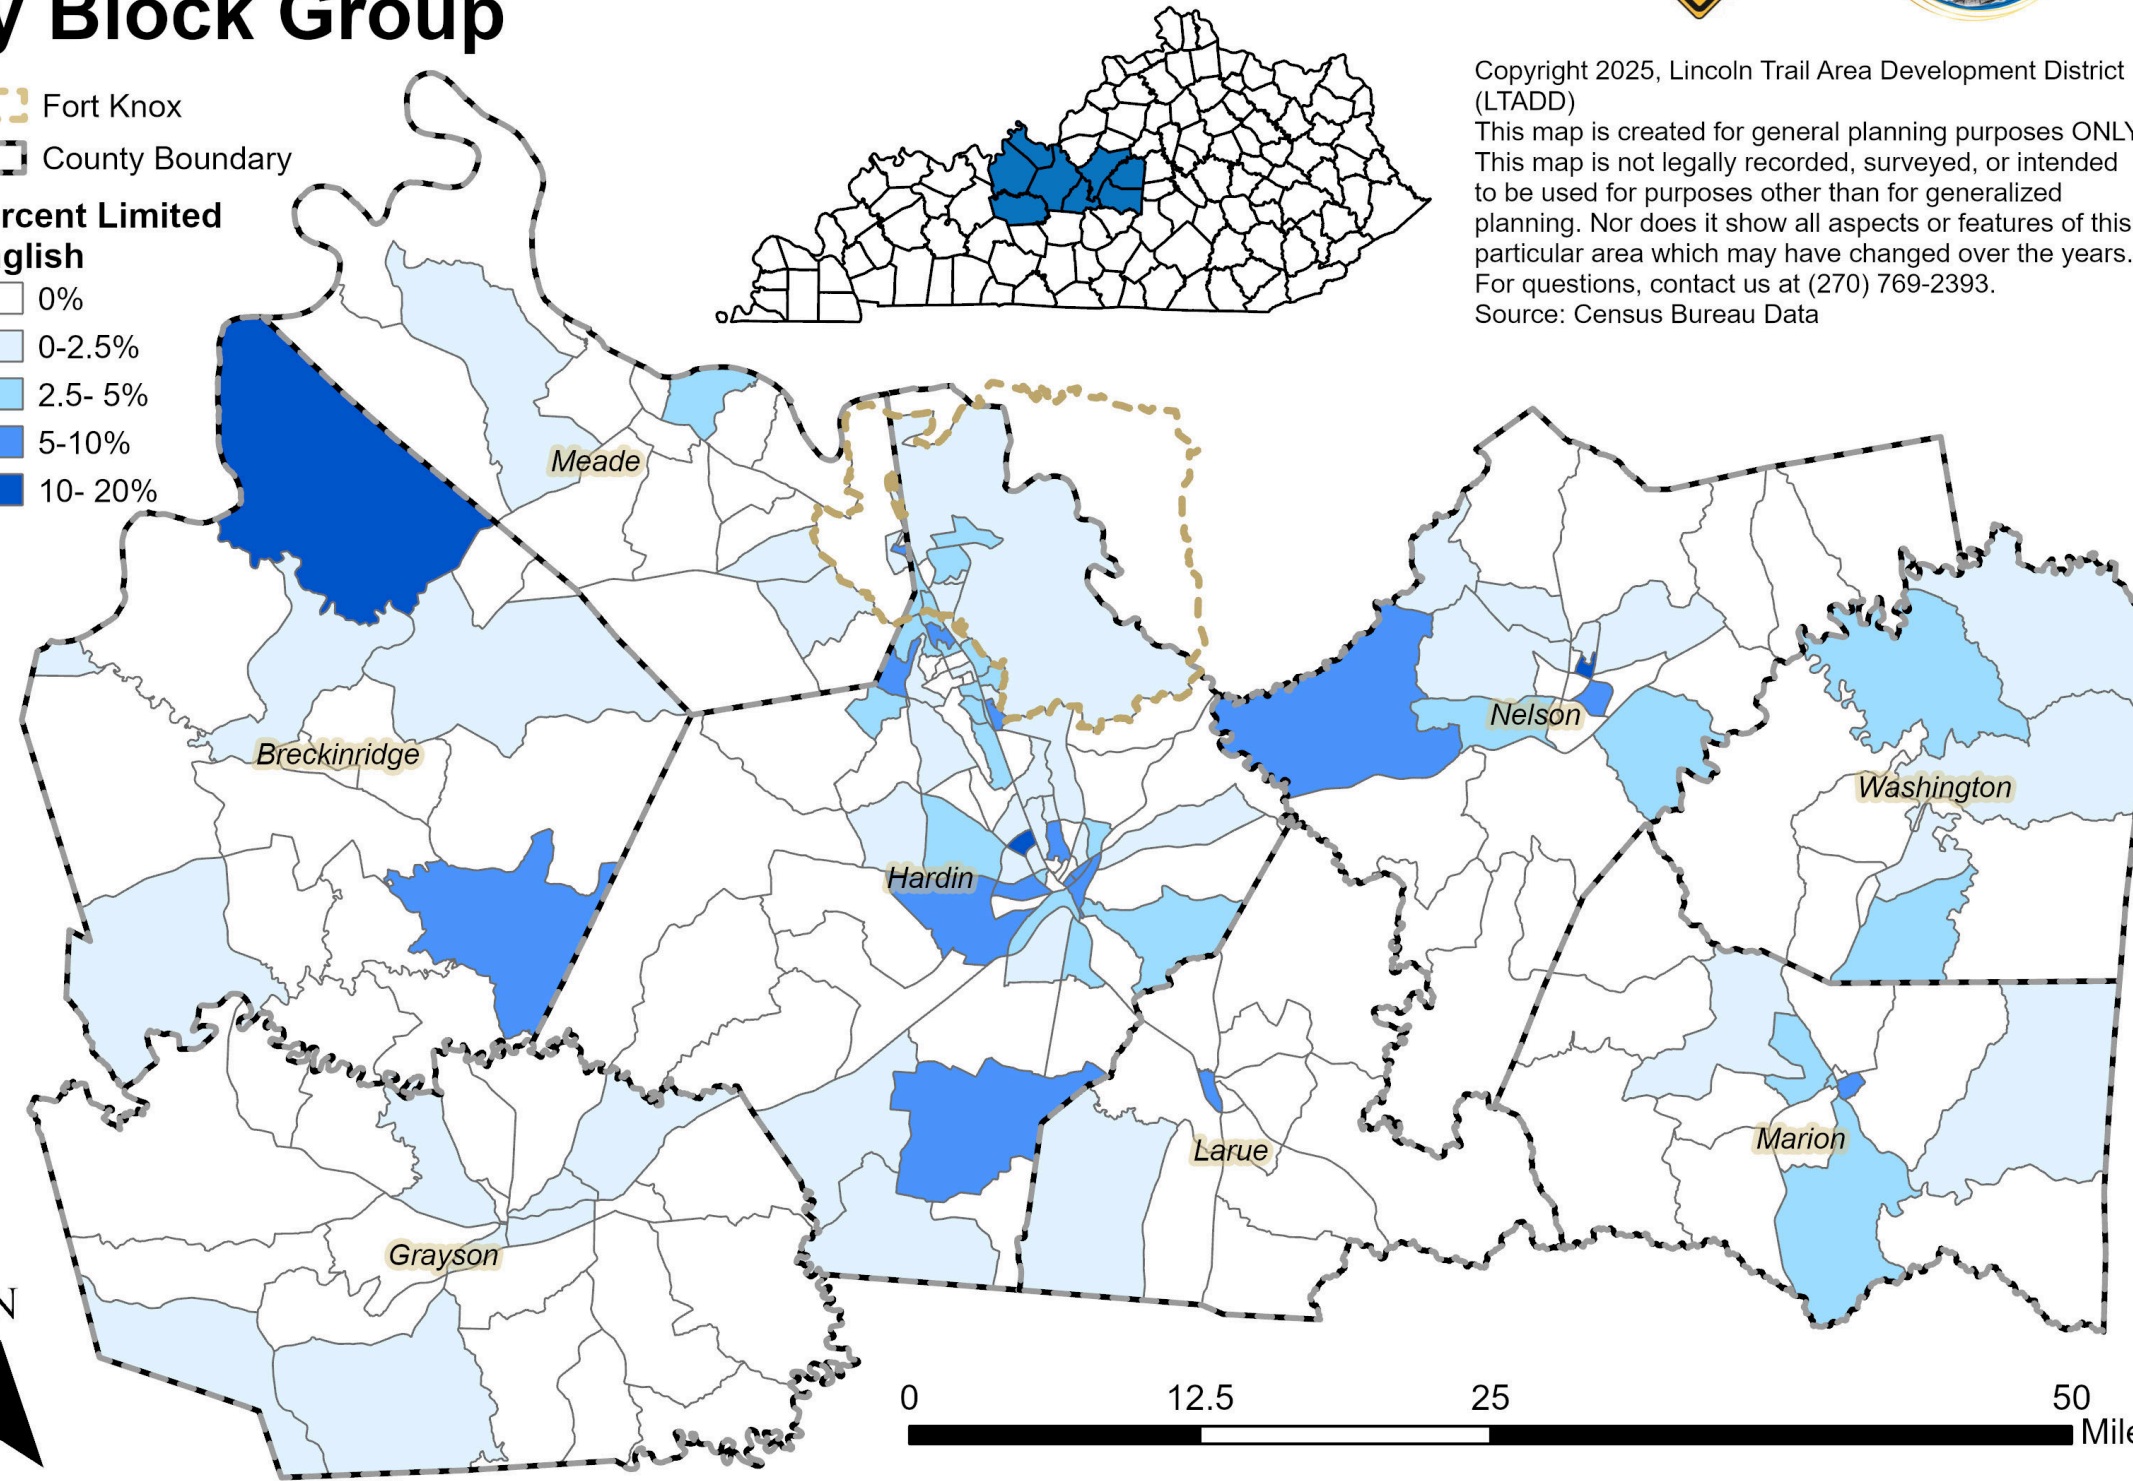 y Block Group
Fort Knox
County Boundary
rcent Limited
glish
0%
0-2.5%
2.5- 5%
5-10%
10- 20%
Copyright 2025, Lincoln Trail Area Development District
(LTADD)
This map is created for general planning purposes ONLY
This map is not legally recorded, surveyed, or intended
to be used for purposes other than for generalized
planning. Nor does it show all aspects or features of this
particular area which may have changed over the years.
For questions, contact us at (270) 769-2393.
Source: Census Bureau Data
Meade
Nelson
Breckinridge
Washington
Hardin
Marion
Larue
Grayson
N
0 12.5 25 50
Mile